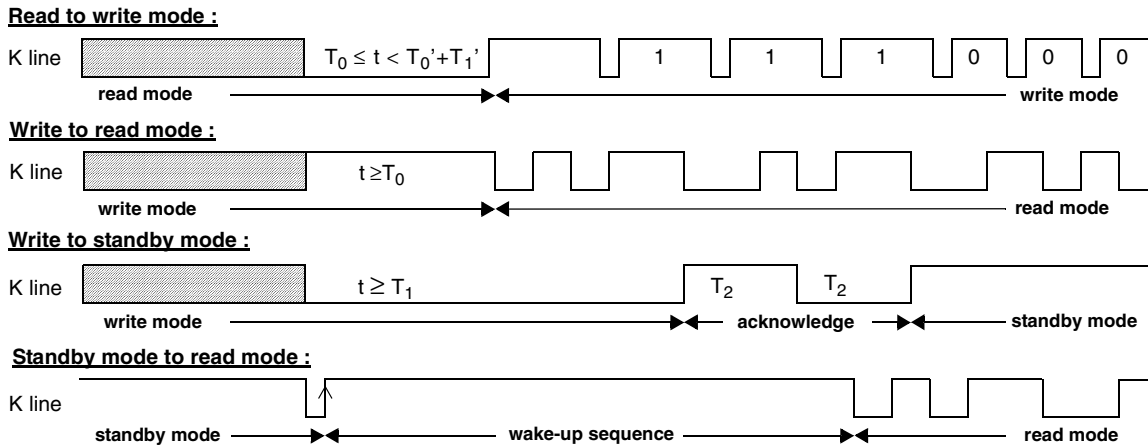 Read to write mode :
K line T₀ ≤ t < T₀'+T₁' 1 1 1 0 0 0
read mode write mode
Write to read mode :
K line t ≥T₀
write mode read mode
Write to standby mode :
K line t ≥ T₁ T₂ T₂
write mode acknowledge standby mode
Standby mode to read mode :
K line
standby mode wake-up sequence read mode